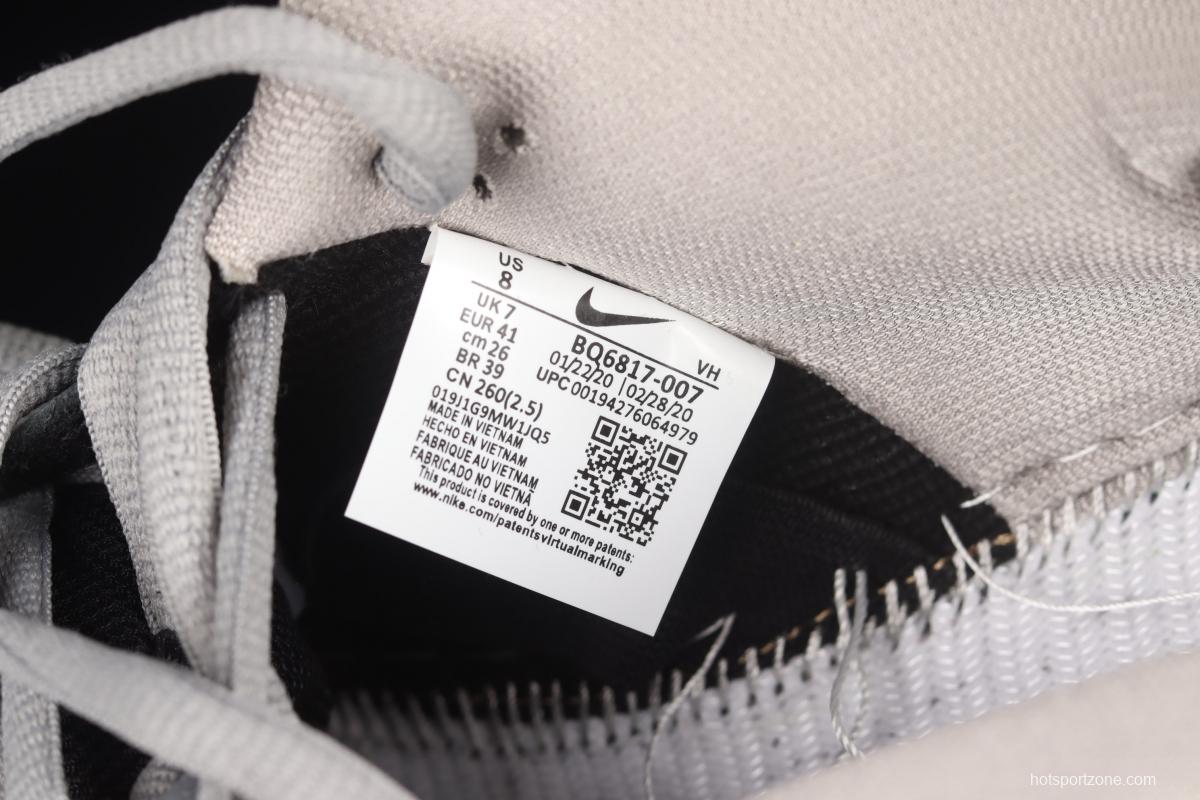 US
8
UK 7
EUR 41
cm 26
BR 39
CN 260(2.5)
VH
BQ6817-007
01/22/20 | 02/28/20
UPC 00194276064979
019J1G9MW1JQ5
MADE IN VIETNAM
HECHO EN VIETNAM
FABRIQUE AU VIETNAM
FABRICADO NO VIETNÃ
This product is covered by one or more patents:
www.nike.com/patentsvirtualmarking
hotsportzone.com